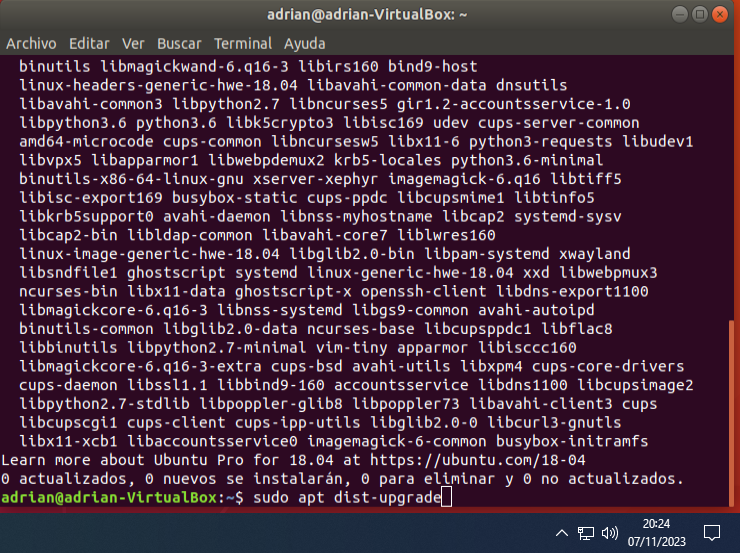 adrian@adrian-VirtualBox: ~
Archivo Editar Ver Buscar Terminal Ayuda
binutils libmagickwand-6.q16-3 libirs160 bind9-host
linux-headers-generic-hwe-18.04 libavahi-common-data dnsutils
libavahi-common3 libpython2.7 libncurses5 gir1.2-accountsservice-1.0
libpython3.6 python3.6 libk5crypto3 libisc169 udev cups-server-common
amd64-microcode cups-common libncursesw5 libx11-6 python3-requests libudev1
libvpx5 libapparmor1 libwebpdemux2 krb5-locales python3.6-minimal
binutils-x86-64-linux-gnu xserver-xephyr imagemagick-6.q16 libtiff5
libisc-export169 busybox-static cups-ppdc libcupsmime1 libtinfo5
libkrb5support0 avahi-daemon libnss-myhostname libcap2 systemd-sysv
libcap2-bin libldap-common libavahi-core7 liblwres160
linux-image-generic-hwe-18.04 libglib2.0-bin libpam-systemd xwayland
libsndfile1 ghostscript systemd linux-generic-hwe-18.04 xxd libwebpmux3
ncurses-bin libx11-data ghostscript-x openssh-client libdns-export1100
libmagickcore-6.q16-3 libnss-systemd libgs9-common avahi-autoipd
binutils-common libglib2.0-data ncurses-base libcupsppdc1 libflac8
libbinutils libpython2.7-minimal vim-tiny apparmor libisccc160
libmagickcore-6.q16-3-extra cups-bsd avahi-utils libxpm4 cups-core-drivers
cups-daemon libssl1.1 libbind9-160 accountsservice libdns1100 libcupsimage2
libpython2.7-stdlib libpoppler-glib8 libpoppler73 libavahi-client3 cups
libcupscgi1 cups-client cups-ipp-utils libglib2.0-0 libcurl3-gnutls
libx11-xcb1 libaccountsservice0 imagemagick-6-common busybox-initramfs
Learn more about Ubuntu Pro for 18.04 at https://ubuntu.com/18-04
0 actualizados, 0 nuevos se instalarán, 0 para eliminar y 0 no actualizados.
adrian@adrian-VirtualBox:~$ sudo apt dist-upgrade
20:24
07/11/2023